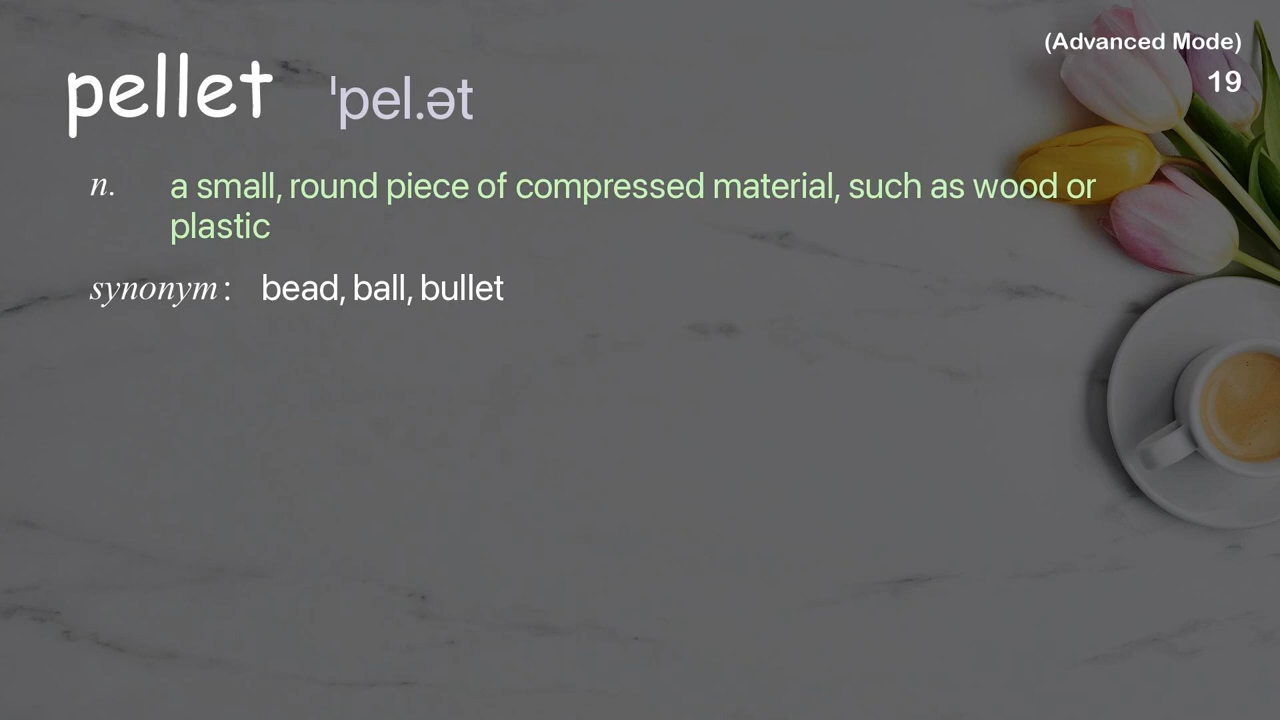 (Advanced Mode)
19
pellet ˈpel.ət
n. a small, round piece of compressed material, such as wood or
plastic
synonym: bead, ball, bullet